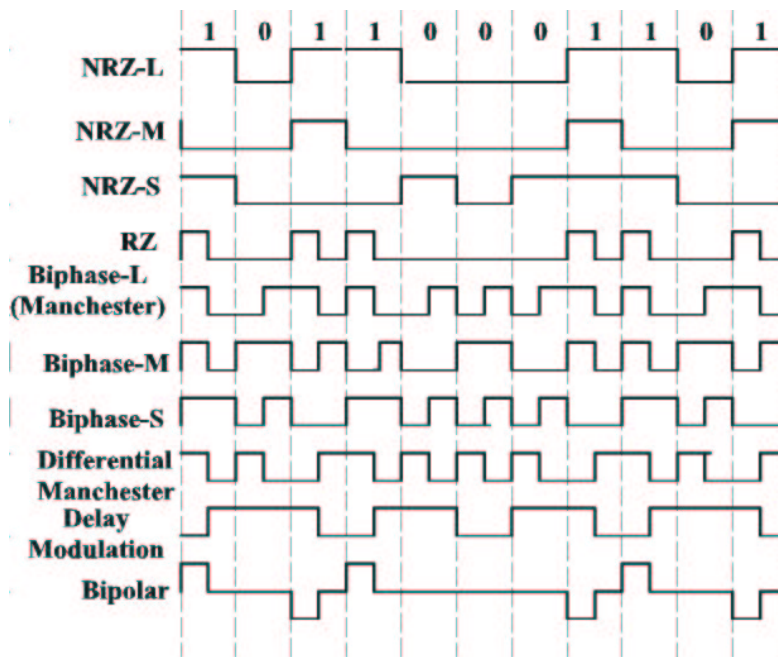 1 0 1 1 0 0 0 1 1 0 1
NRZ-L
NRZ-M
NRZ-S
RZ
Biphase-L
(Manchester)
Biphase-M
Biphase-S
Differential
Manchester
Delay
Modulation
Bipolar